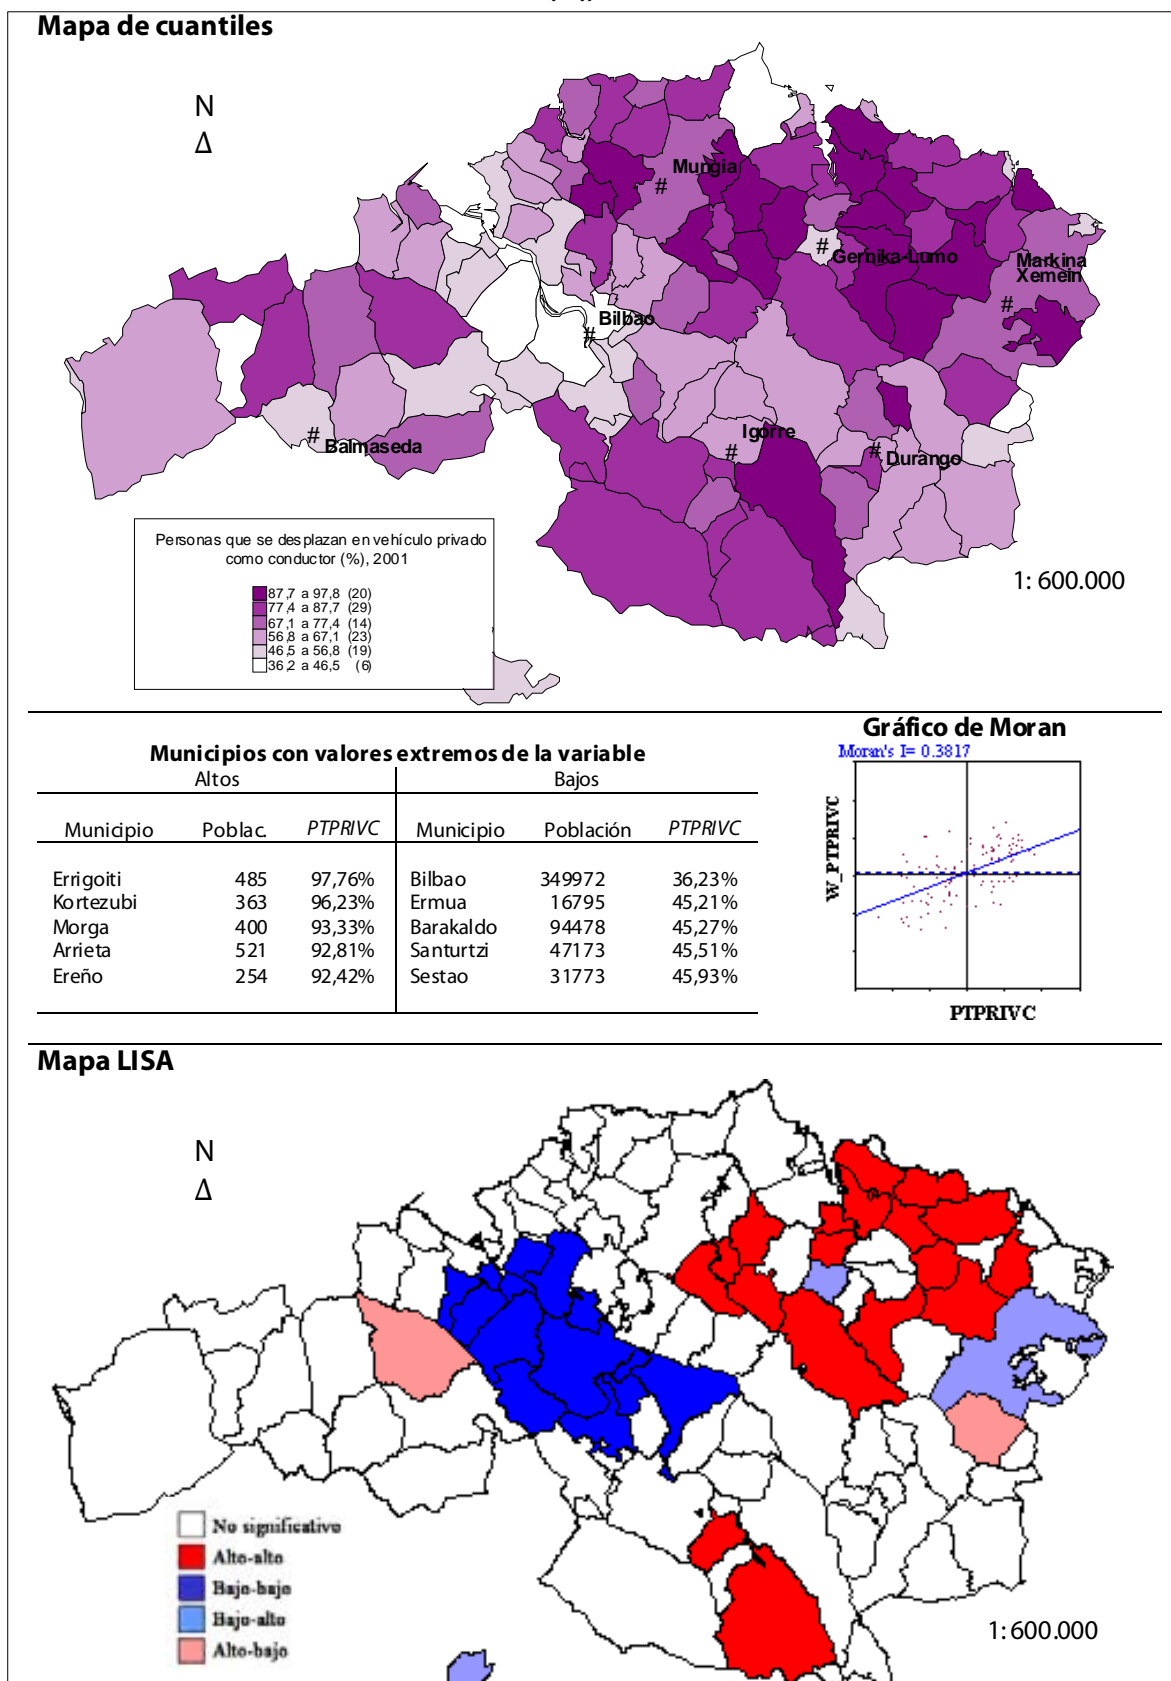 Mapa de cuantiles
N
Δ
Mungia
#
Gernika-Lumo
#
Markina
Xemein
#
Bilbao
#
Igorre
#
Balmaseda
#
Durango
#
Personas que se desplazan en vehículo privado
como conductor (%), 2001
87,7 a 97,8 (20)
77,4 a 87,7 (29)
67,1 a 77,4 (14)
56,8 a 67,1 (23)
46,5 a 56,8 (19)
36,2 a 46,5 (6)
1: 600.000
Municipios con valores extremos de la variable
Altos Bajos
Municipio Poblac. PTPRIVC Municipio Población PTPRIVC
Errigoiti 485 97,76% Bilbao 349972 36,23%
Kortezubi 363 96,23% Ermua 16795 45,21%
Morga 400 93,33% Barakaldo 94478 45,27%
Arrieta 521 92,81% Santurtzi 47173 45,51%
Ereño 254 92,42% Sestao 31773 45,93%
Gráfico de Moran
Moran's I= 0.3817
W_PTPRIVC
PTPRIVC
Mapa LISA
N
Δ
No significativo
Alto-alto
Bajo-bajo
Bajo-alto
Alto-bajo
1:600.000